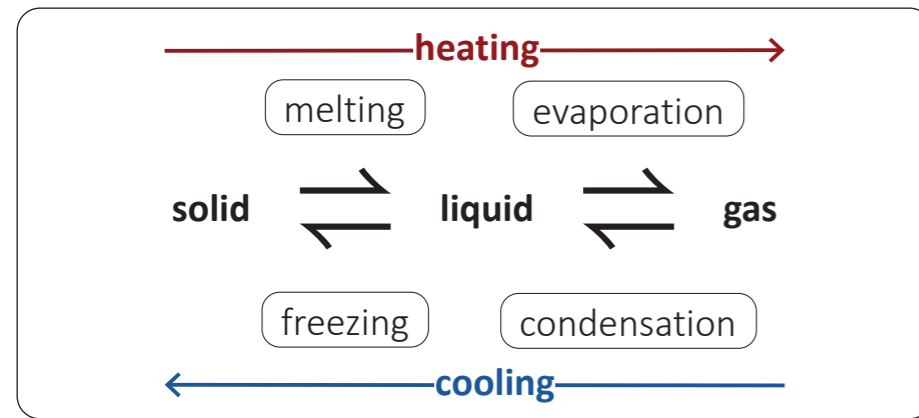 heating
melting evaporation
solid liquid gas
freezing condensation
cooling